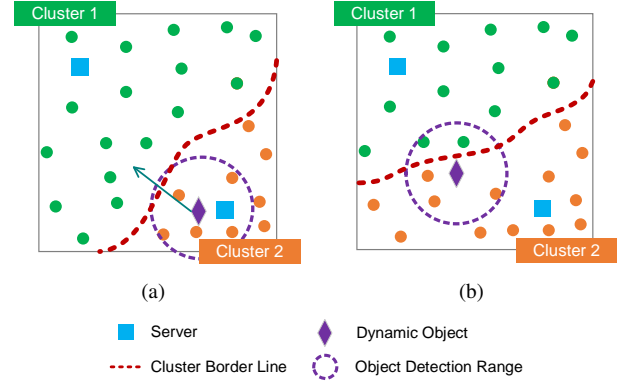 Cluster 1
Cluster 2
(a)
Cluster 1
Cluster 2
(b)
Server
Dynamic Object
Cluster Border Line
Object Detection Range